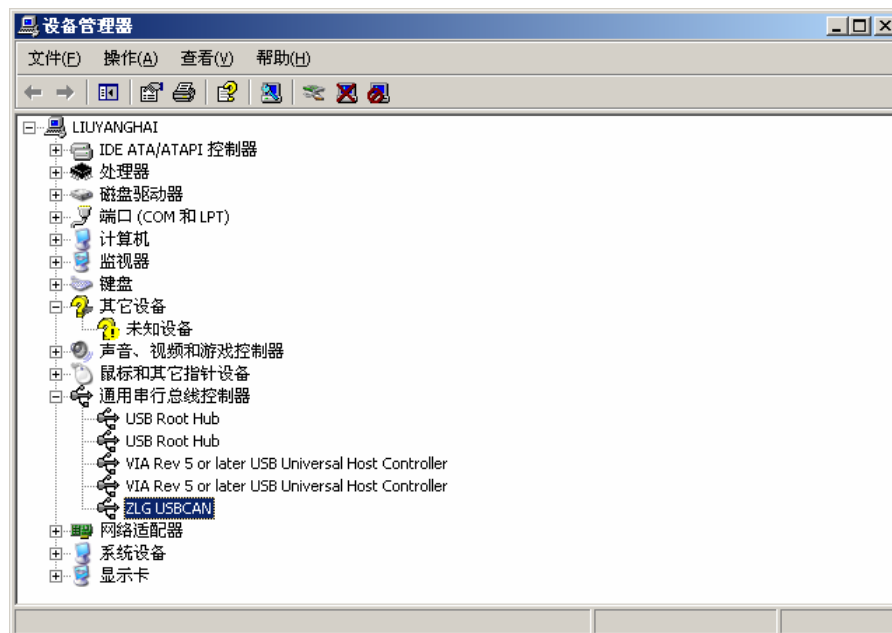 设备管理器
文件(F) 操作(A) 查看(V) 帮助(H)
LIUYANGHAI
IDE ATA/ATAPI 控制器
处理器
磁盘驱动器
端口 (COM 和 LPT)
计算机
监视器
键盘
其它设备
未知设备
声音、视频和游戏控制器
鼠标和其它指针设备
通用串行总线控制器
USB Root Hub
USB Root Hub
VIA Rev 5 or later USB Universal Host Controller
VIA Rev 5 or later USB Universal Host Controller
ZLG USBCAN
网络适配器
系统设备
显示卡